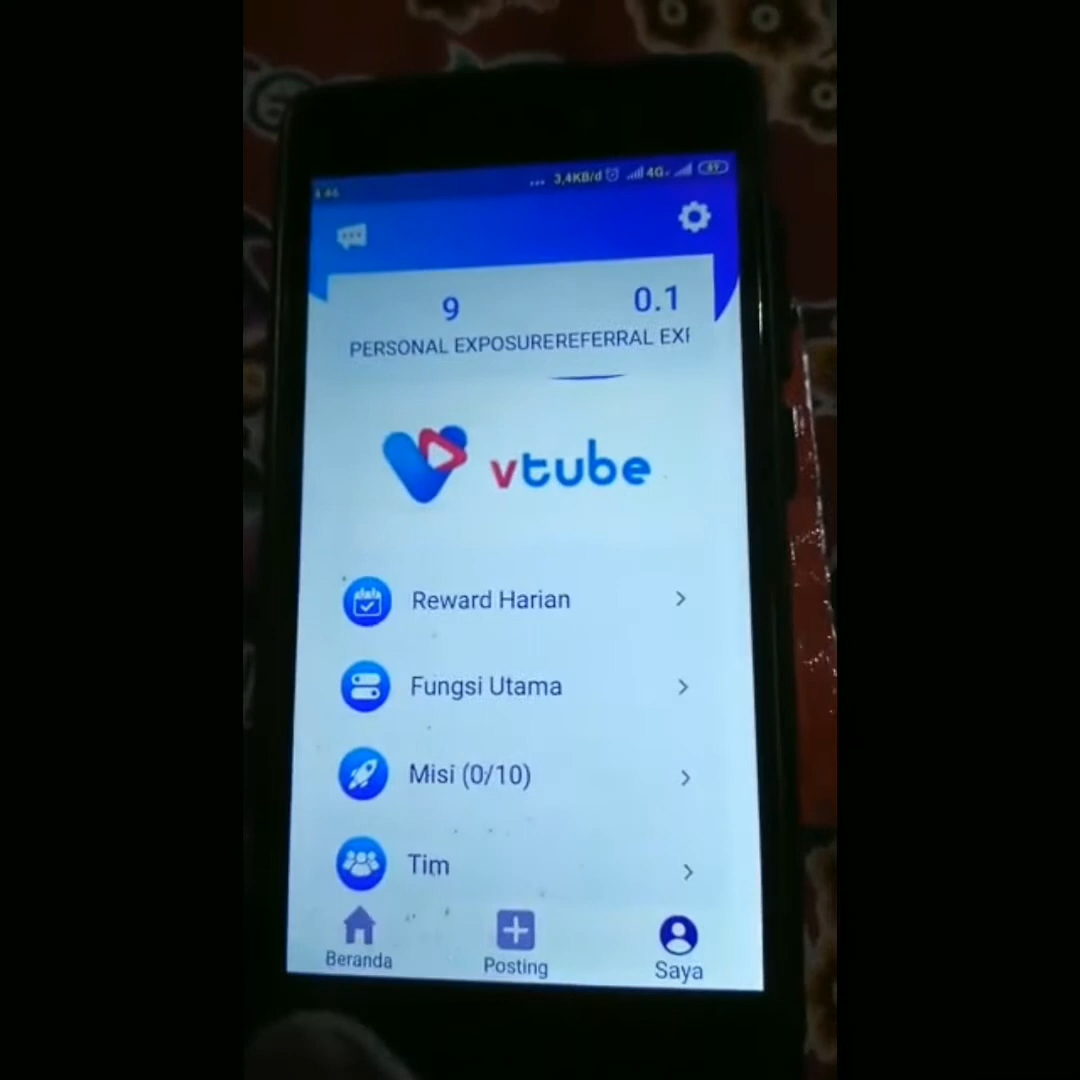 3,4KB/d 4G
9 0.1
PERSONAL EXPOSUREREFERRAL EX
vtube
Reward Harian
Fungsi Utama
Misi (0/10)
Tim
Beranda Posting Saya